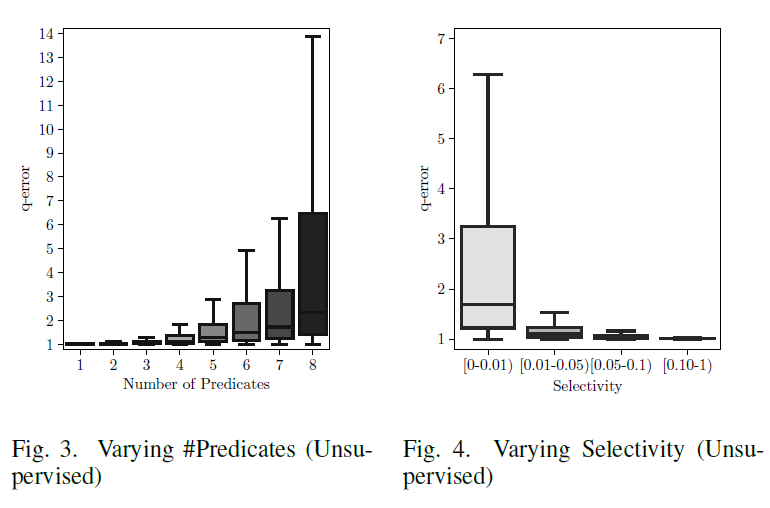 14
13
12
11
10
9
8
7
6
5
4
3
2
1
q-error
1 2 3 4 5 6 7 8
Number of Predicates
7
6
5
4
3
2
1
q-error
[0-0.01) [0.01-0.05) [0.05-0.1) [0.10-1)
Selectivity
Fig. 3. Varying #Predicates (Unsu-
pervised)
Fig. 4. Varying Selectivity (Unsu-
pervised)